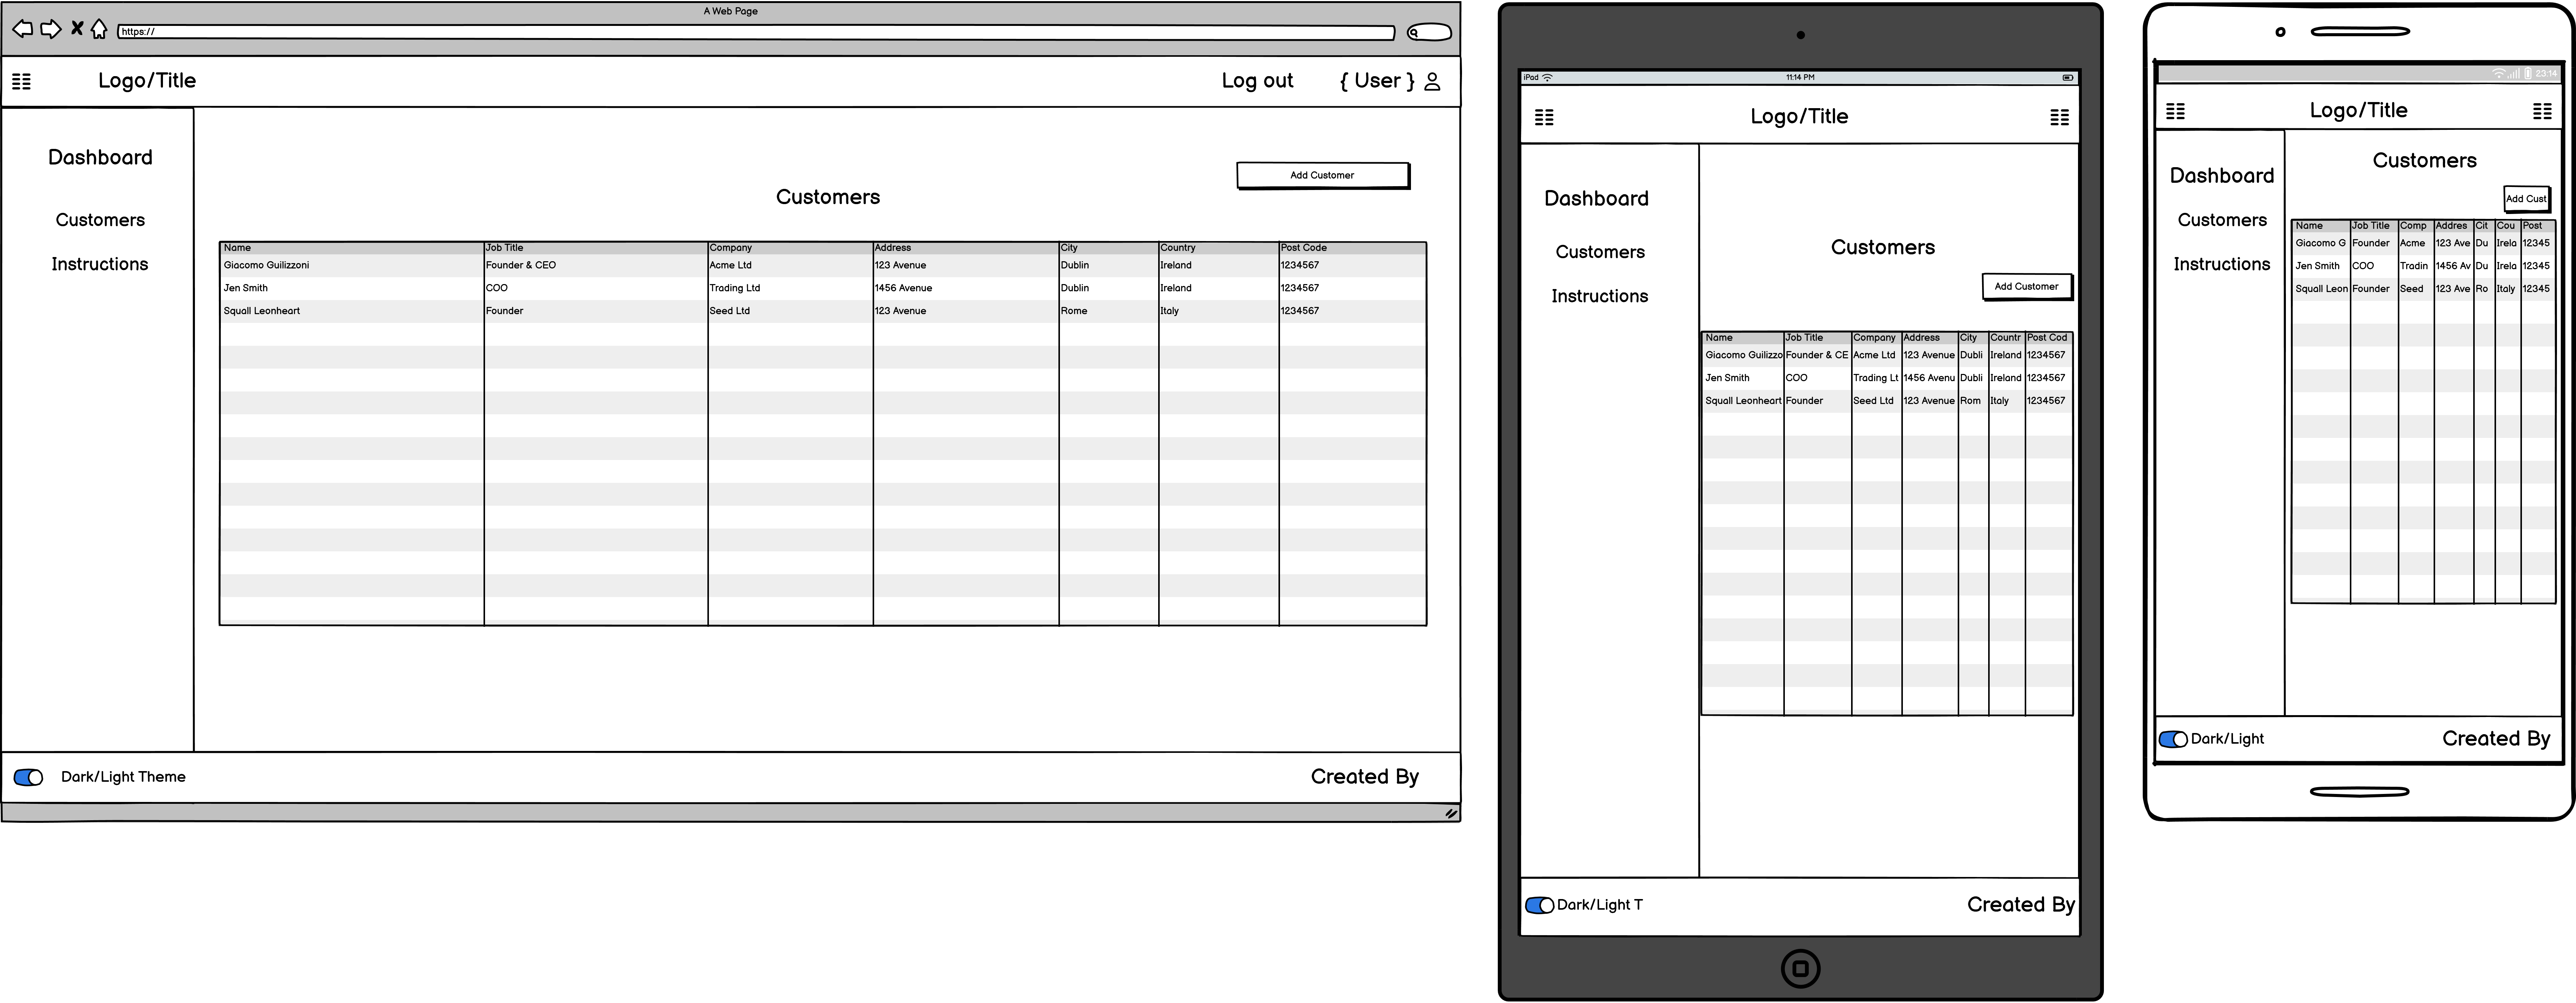 A Web Page
https://
Logo/Title
Log out
{ User }
Dashboard
Customers
Instructions
Add Customer
Customers
Name Job Title Company Address City Country Post Code
Giacomo Guilizzoni Founder & CEO Acme Ltd 123 Avenue Dublin Ireland 1234567
Jen Smith COO Trading Ltd 1456 Avenue Dublin Ireland 1234567
Squall Leonheart Founder Seed Ltd 123 Avenue Rome Italy 1234567
Dark/Light Theme
Created By
iPad
11:14 PM
Logo/Title
Dashboard
Customers
Instructions
Customers
Add Customer
Name Job Title Company Address City Countr Post Cod
Giacomo Guilizzo Founder & CE Acme Ltd 123 Avenue Dubli Ireland 1234567
Jen Smith COO Trading Lt 1456 Avenu Dubli Ireland 1234567
Squall Leonheart Founder Seed Ltd 123 Avenue Rom Italy 1234567
Dark/Light T
Created By
23:14
Logo/Title
Dashboard
Customers
Instructions
Customers
Add Cust
Name Job Title Comp Addres Cit Cou Post
Giacomo G Founder Acme 123 Ave Du Irela 12345
Jen Smith COO Tradin 1456 Av Du Irela 12345
Squall Leon Founder Seed 123 Ave Ro Italy 12345
Dark/Light
Created By